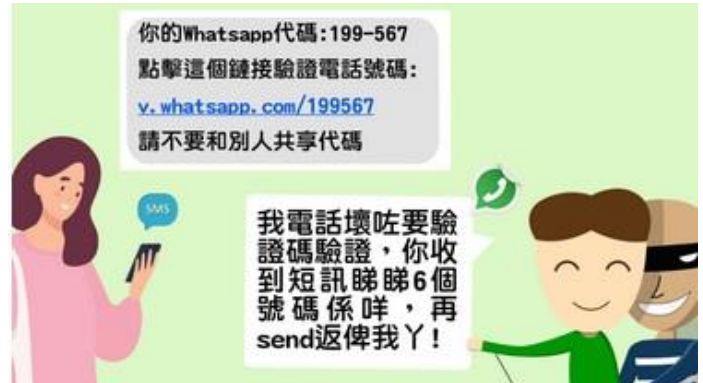 你的Whatsapp代碼:199-567
點擊這個鏈接驗證電話號碼:
v.whatsapp.com/199567
請不要和別人共享代碼
SMS
我電話壞咗要驗
證碼驗證，你收
到短訊睇睇6個
號碼係咩，再
send返俾我丫!